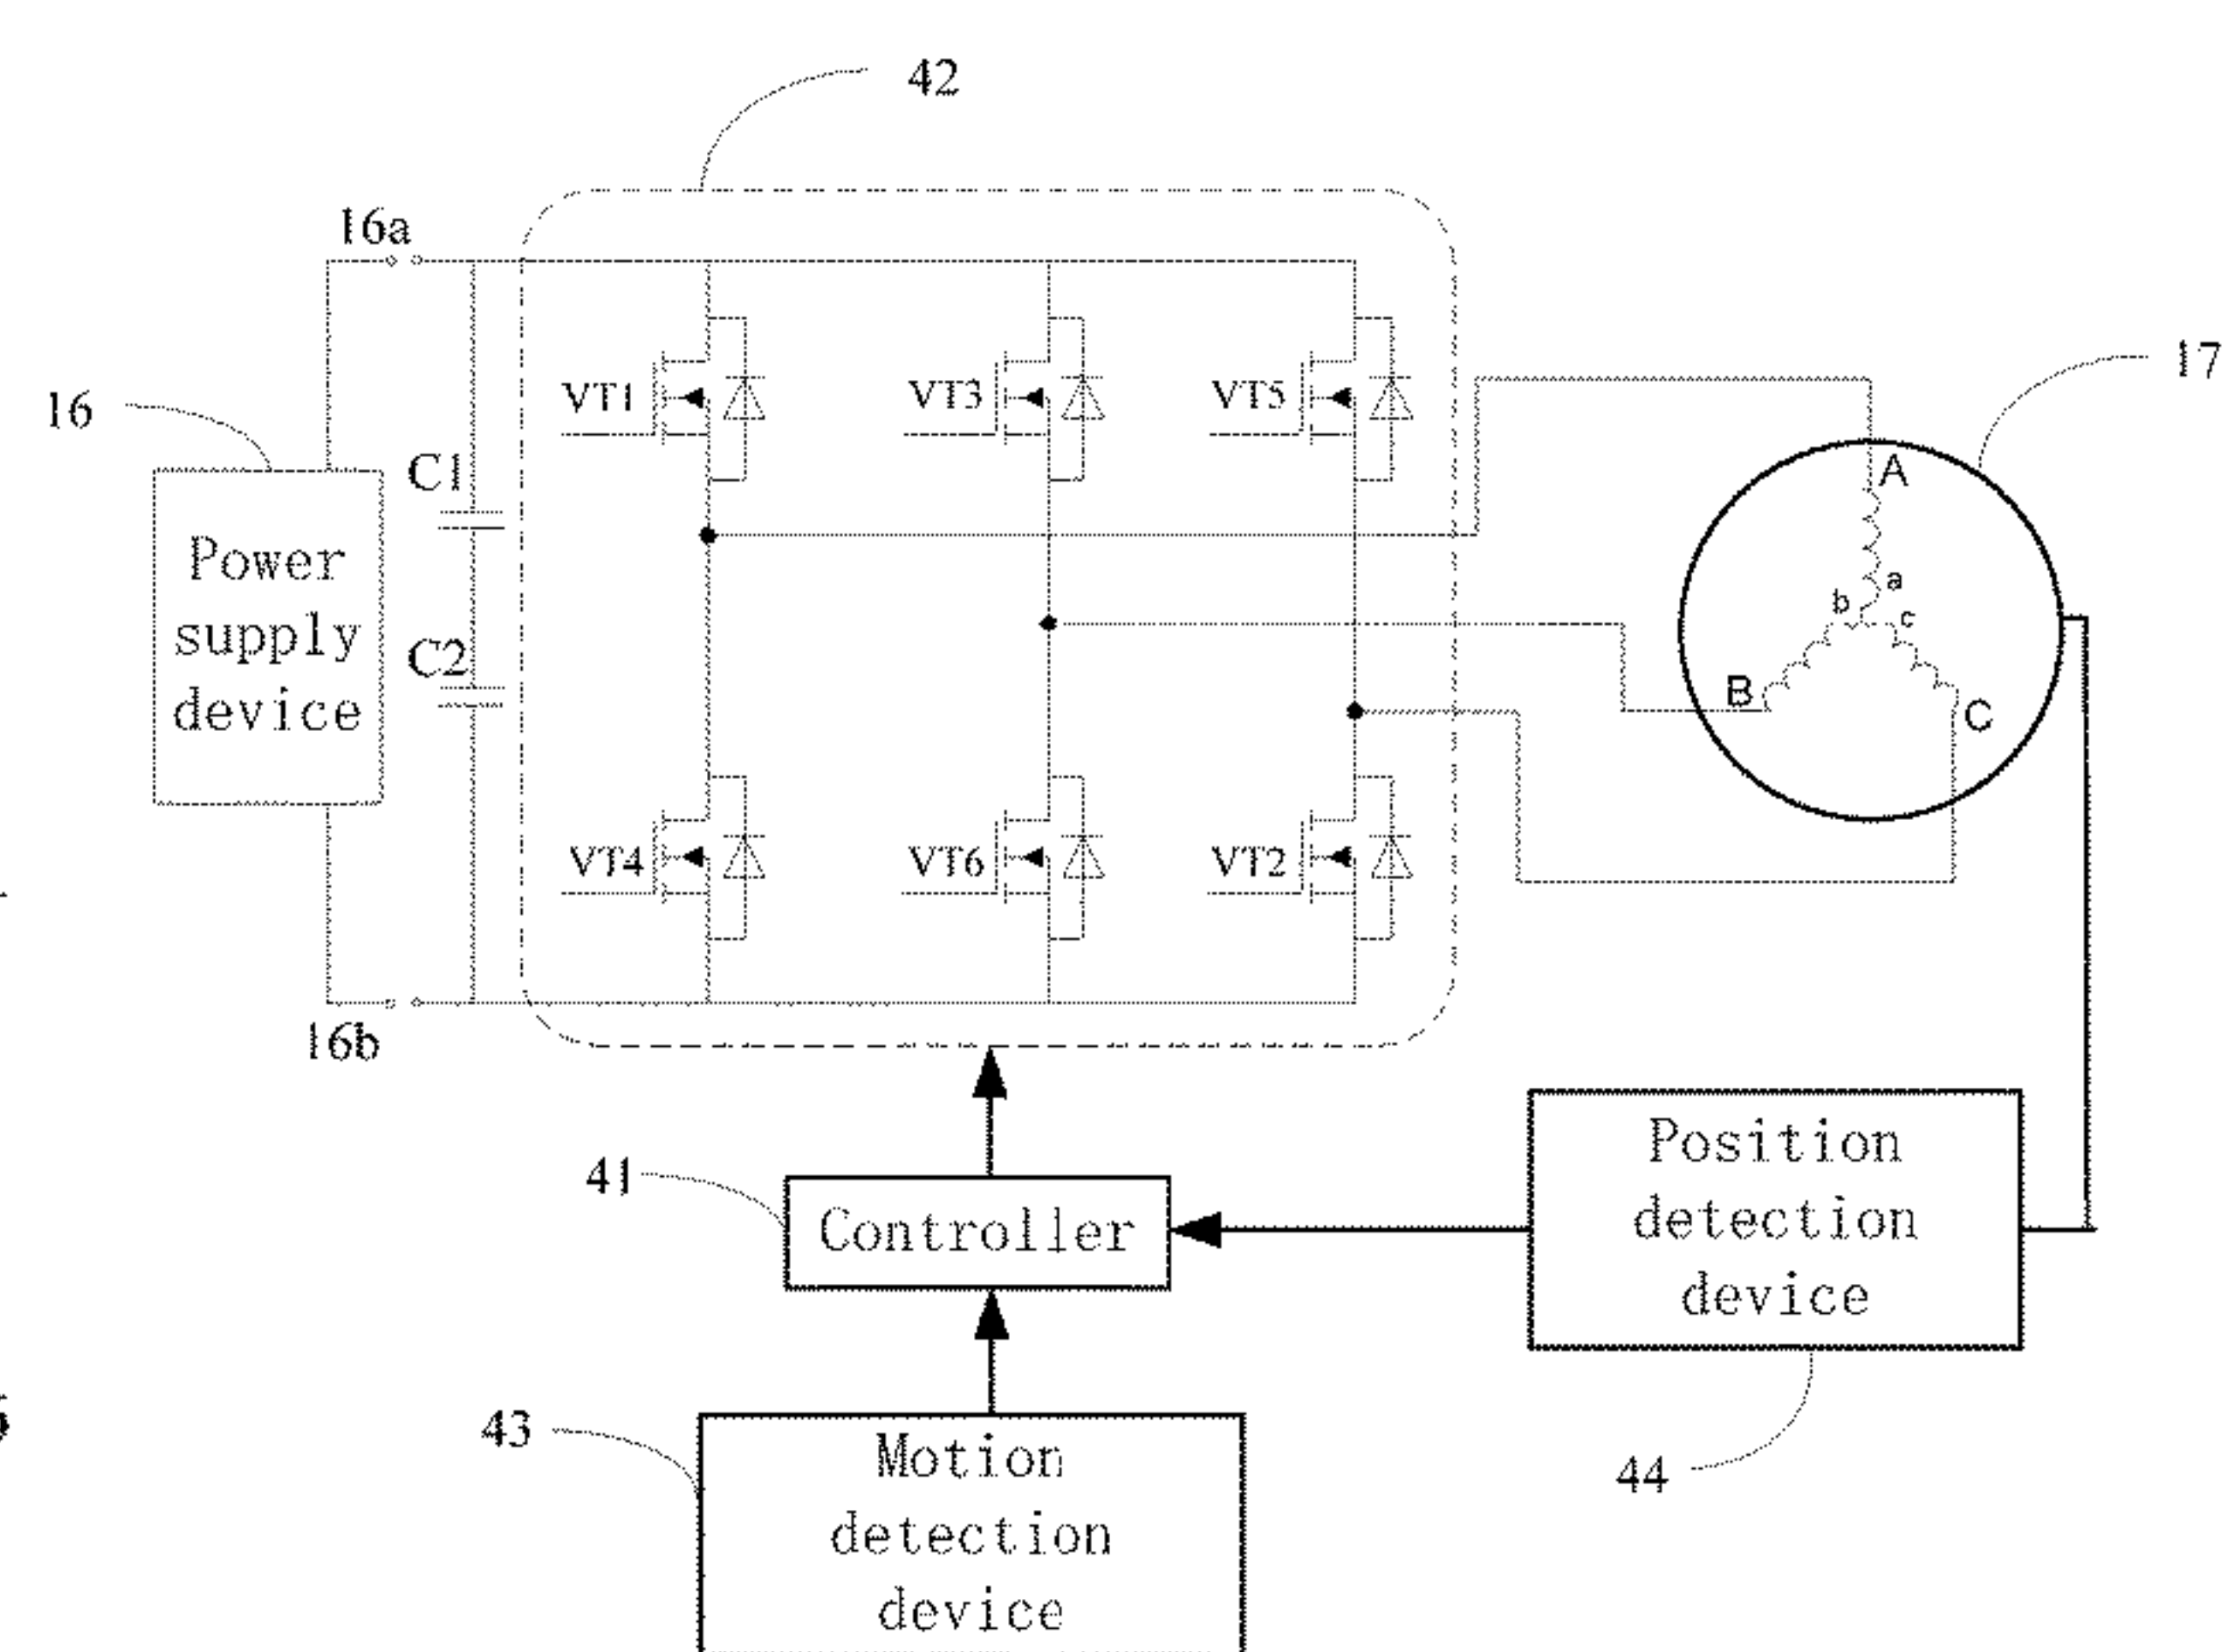 42
16a
17
VT1
VT3
VT5
16
C1
A
Power
supply
device
a
b
c
C2
B
C
VT4
VT6
VT2
16b
Position
detection
device
41
Controller
43
Motion
detection
device
44